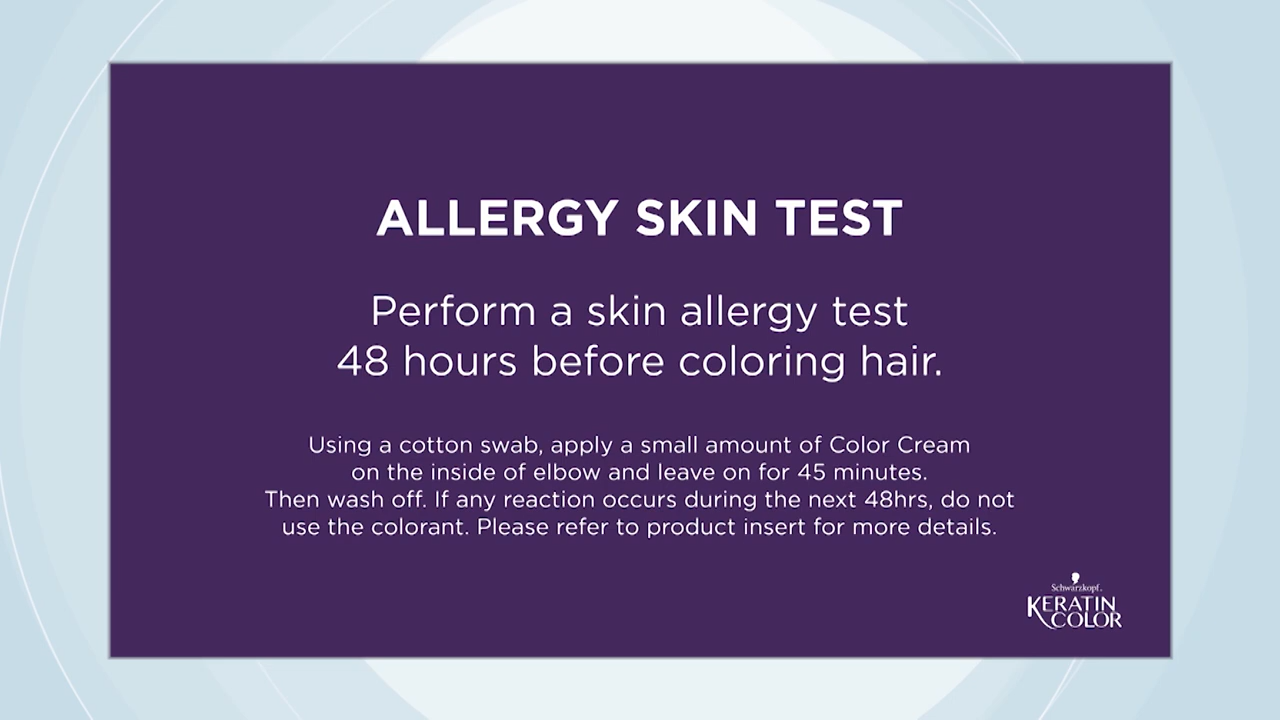 ALLERGY SKIN TEST
Perform a skin allergy test
48 hours before coloring hair.
Using a cotton swab, apply a small amount of Color Cream
on the inside of elbow and leave on for 45 minutes.
Then wash off. If any reaction occurs during the next 48hrs, do not
use the colorant. Please refer to product insert for more details.
Schwarzkopf
KERATIN
COLOR